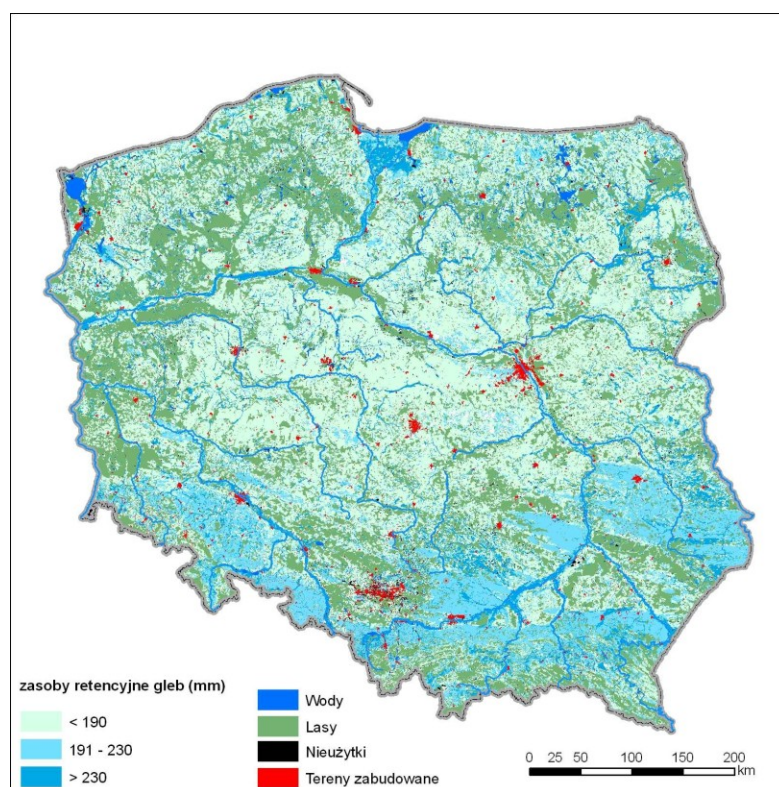 zasoby retencyjne gleb (mm)
< 190
191 - 230
> 230
Wody
Lasy
Nieużytki
Tereny zabudowane
0 25 50 100 150 200
km